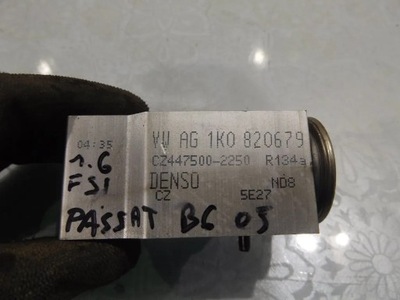 VW AG 1K0 820679
04:35
CZ447500-2250 R134a
1.6
DENSO ND8
FSI
CZ 5E27
PASSAT B6 05